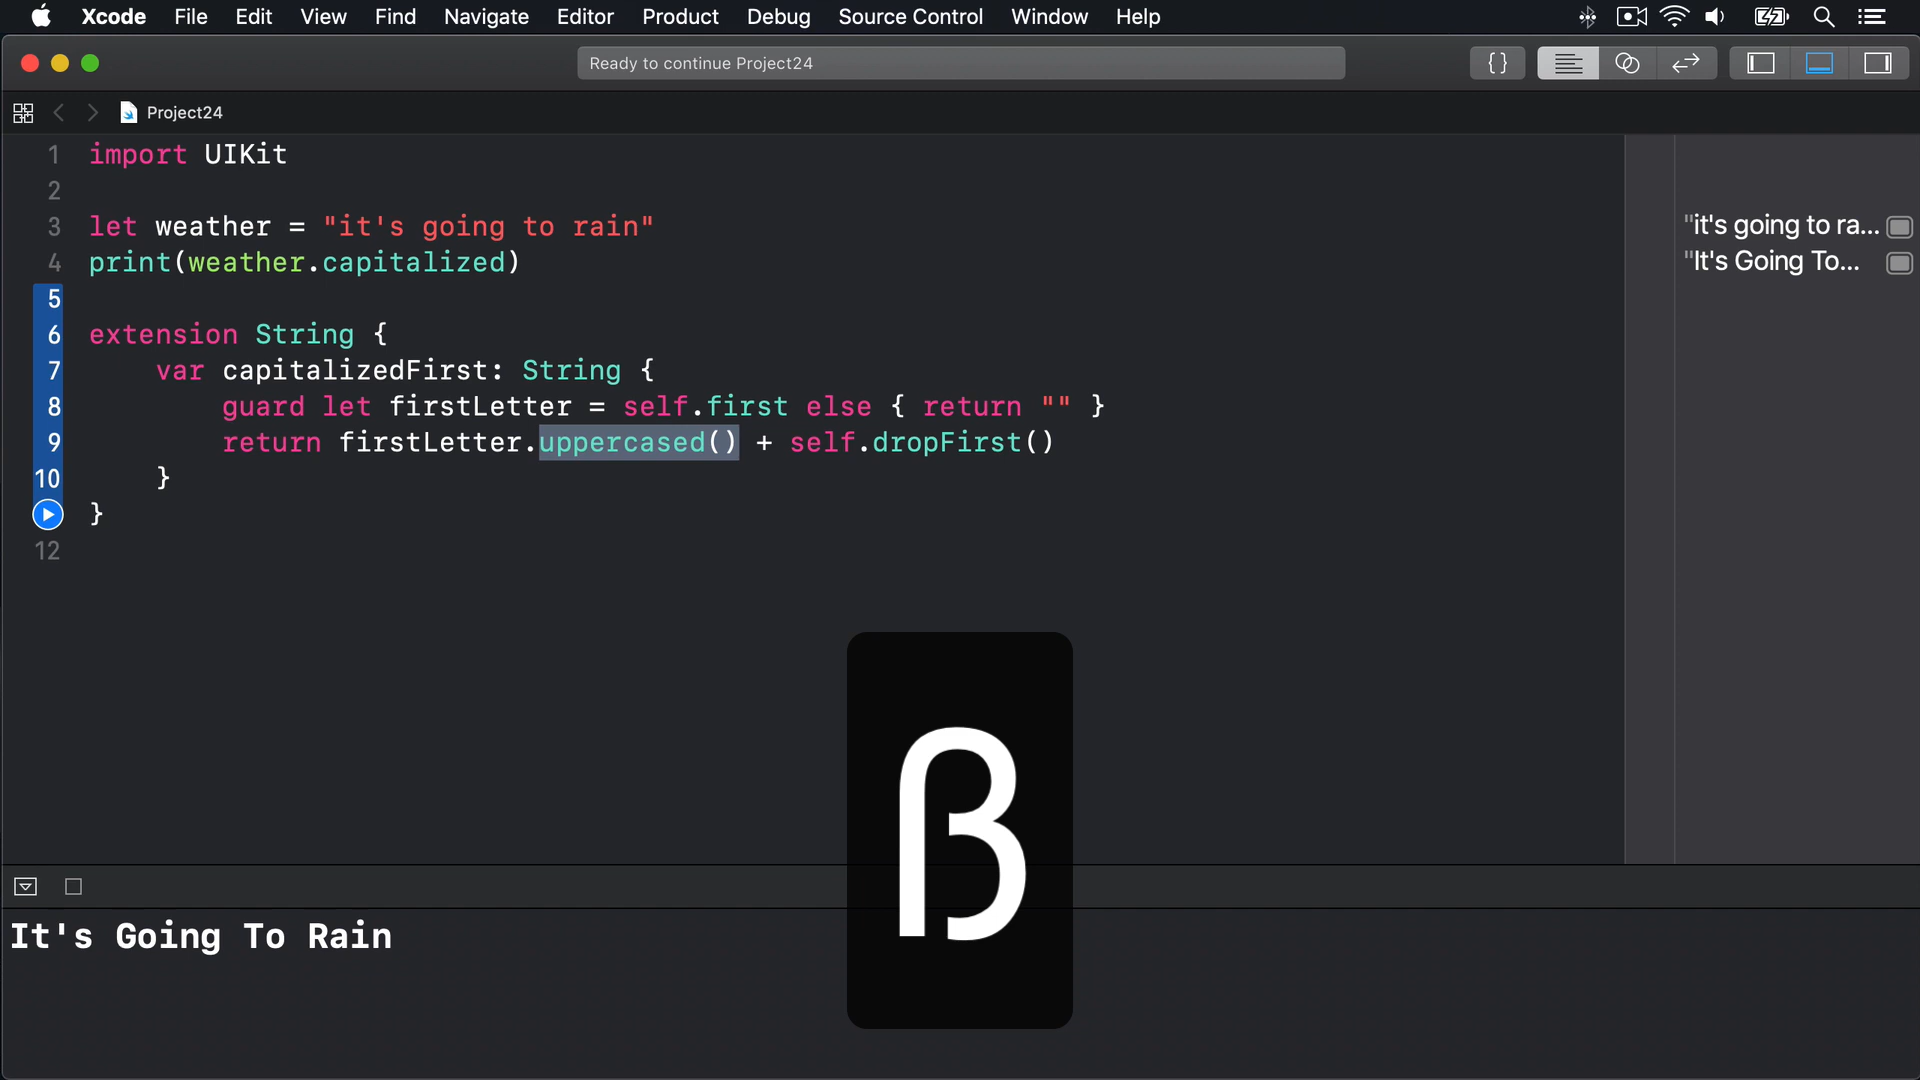 Xcode File Edit View Find Navigate Editor Product Debug Source Control Window Help
Ready to continue Project24
{}
Project24
1 import UIKit
2
3 let weather = "it's going to rain"
"it's going to ra...
4 print(weather.capitalized)
"It's Going To...
5
6 extension String {
7 var capitalizedFirst: String {
8 guard let firstLetter = self.first else { return "" }
9 return firstLetter.uppercased() + self.dropFirst()
10 }
}
12
ß
It's Going To Rain